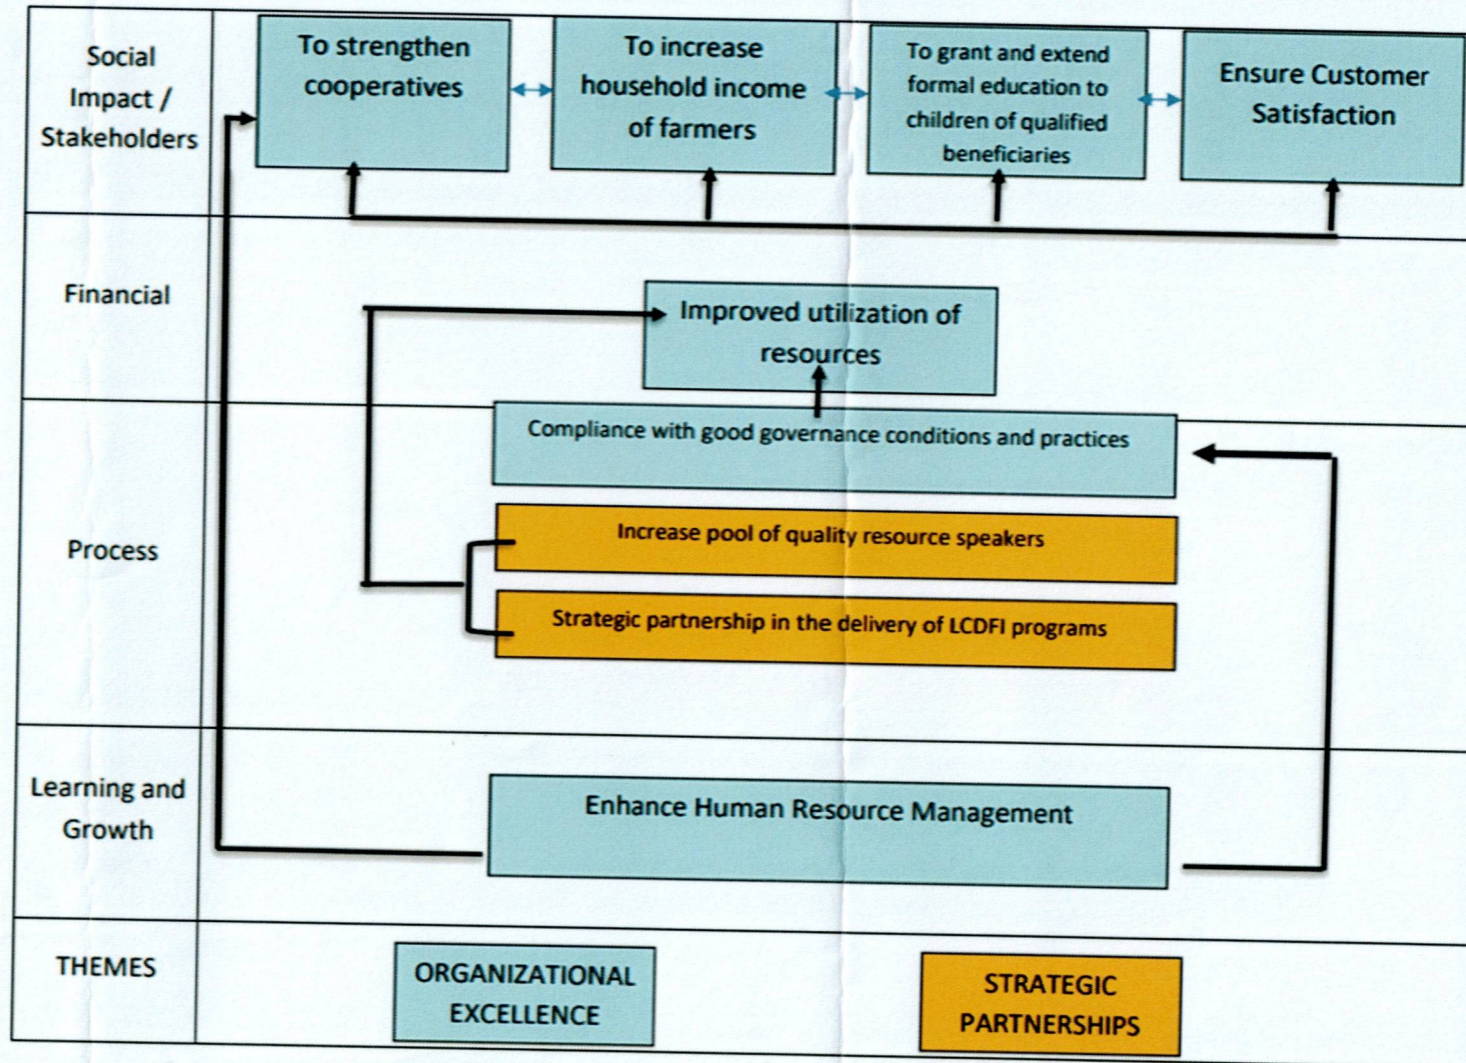 Social
Impact /
Stakeholders
To strengthen
cooperatives
To increase
household income
of farmers
To grant and extend
formal education to
children of qualified
beneficiaries
Ensure Customer
Satisfaction
Financial
Improved utilization of
resources
Process
Compliance with good governance conditions and practices
Increase pool of quality resource speakers
Strategic partnership in the delivery of LCDFI programs
Learning and
Growth
Enhance Human Resource Management
THEMES
ORGANIZATIONAL
EXCELLENCE
STRATEGIC
PARTNERSHIPS